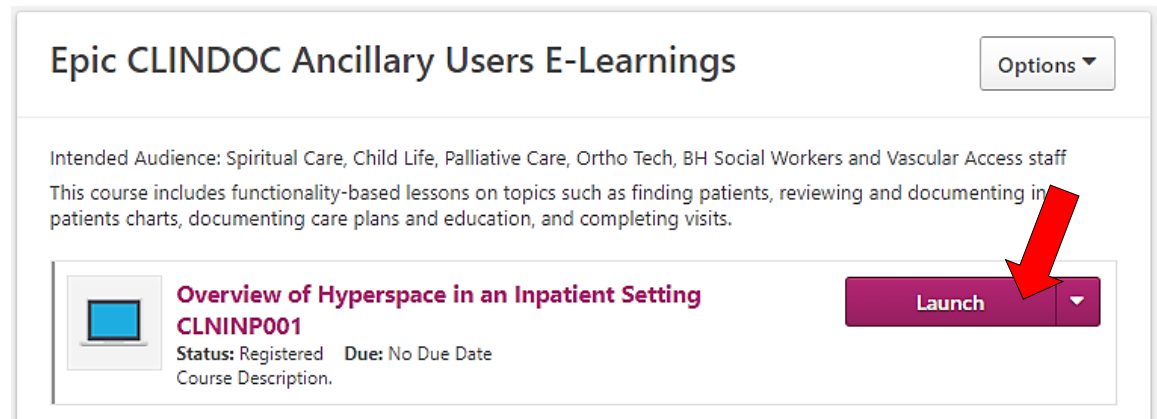 Epic CLINDOC Ancillary Users E-Learnings
Options
Intended Audience: Spiritual Care, Child Life, Palliative Care, Ortho Tech, BH Social Workers and Vascular Access staff
This course includes functionality-based lessons on topics such as finding patients, reviewing and documenting in
patients charts, documenting care plans and education, and completing visits.
Overview of Hyperspace in an Inpatient Setting
CLNINP001
Launch
Status: Registered Due: No Due Date
Course Description.